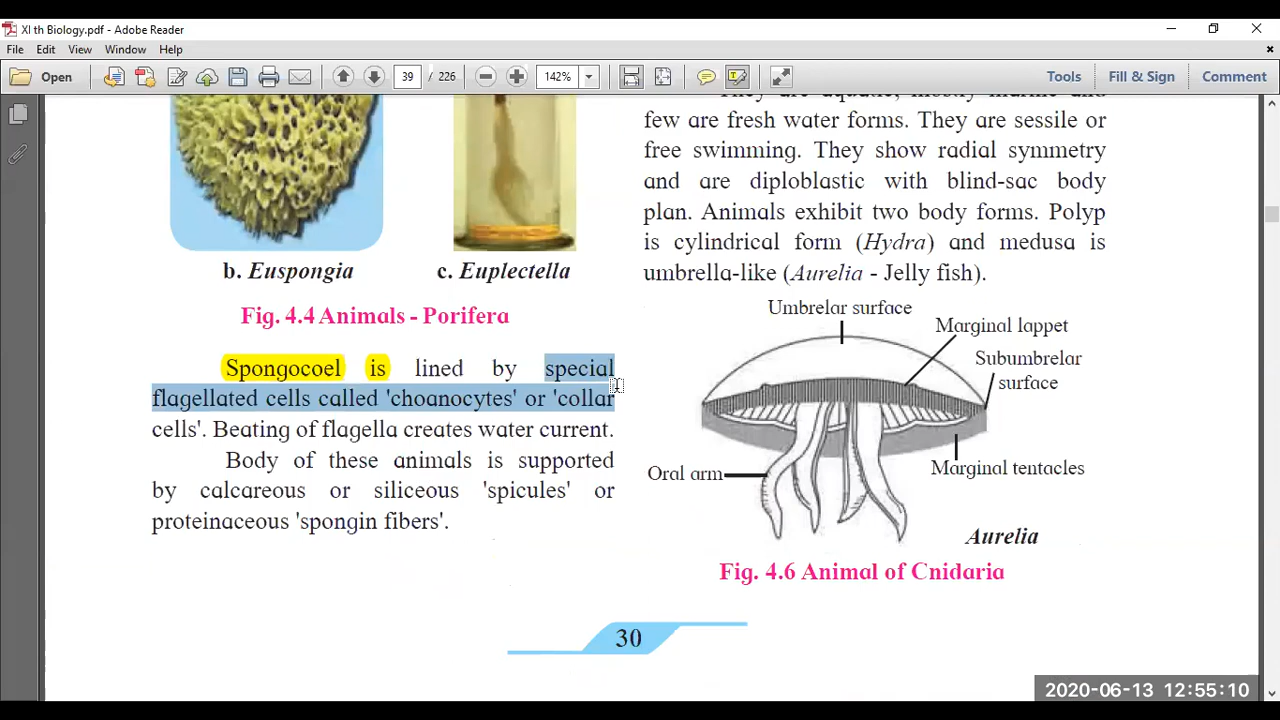 XI th Biology.pdf - Adobe Reader
File Edit View Window Help
Open 39 / 226 142% Tools Fill & Sign Comment
b. Euspongia
c. Euplectella
Fig. 4.4 Animals - Porifera
Spongocoel is lined by special
flagellated cells called 'choanocytes' or 'collar
cells'. Beating of flagella creates water current.
Body of these animals is supported
by calcareous or siliceous 'spicules' or
proteinaceous 'spongin fibers'.
They are aquatic, mostly marine and
few are fresh water forms. They are sessile or
free swimming. They show radial symmetry
and are diploblastic with blind-sac body
plan. Animals exhibit two body forms. Polyp
is cylindrical form (Hydra) and medusa is
umbrella-like (Aurelia - Jelly fish).
Umbrelar surface
Marginal lappet
Subumbrelar
surface
Oral arm
Marginal tentacles
Aurelia
Fig. 4.6 Animal of Cnidaria
30
2020-06-13 12:55:10